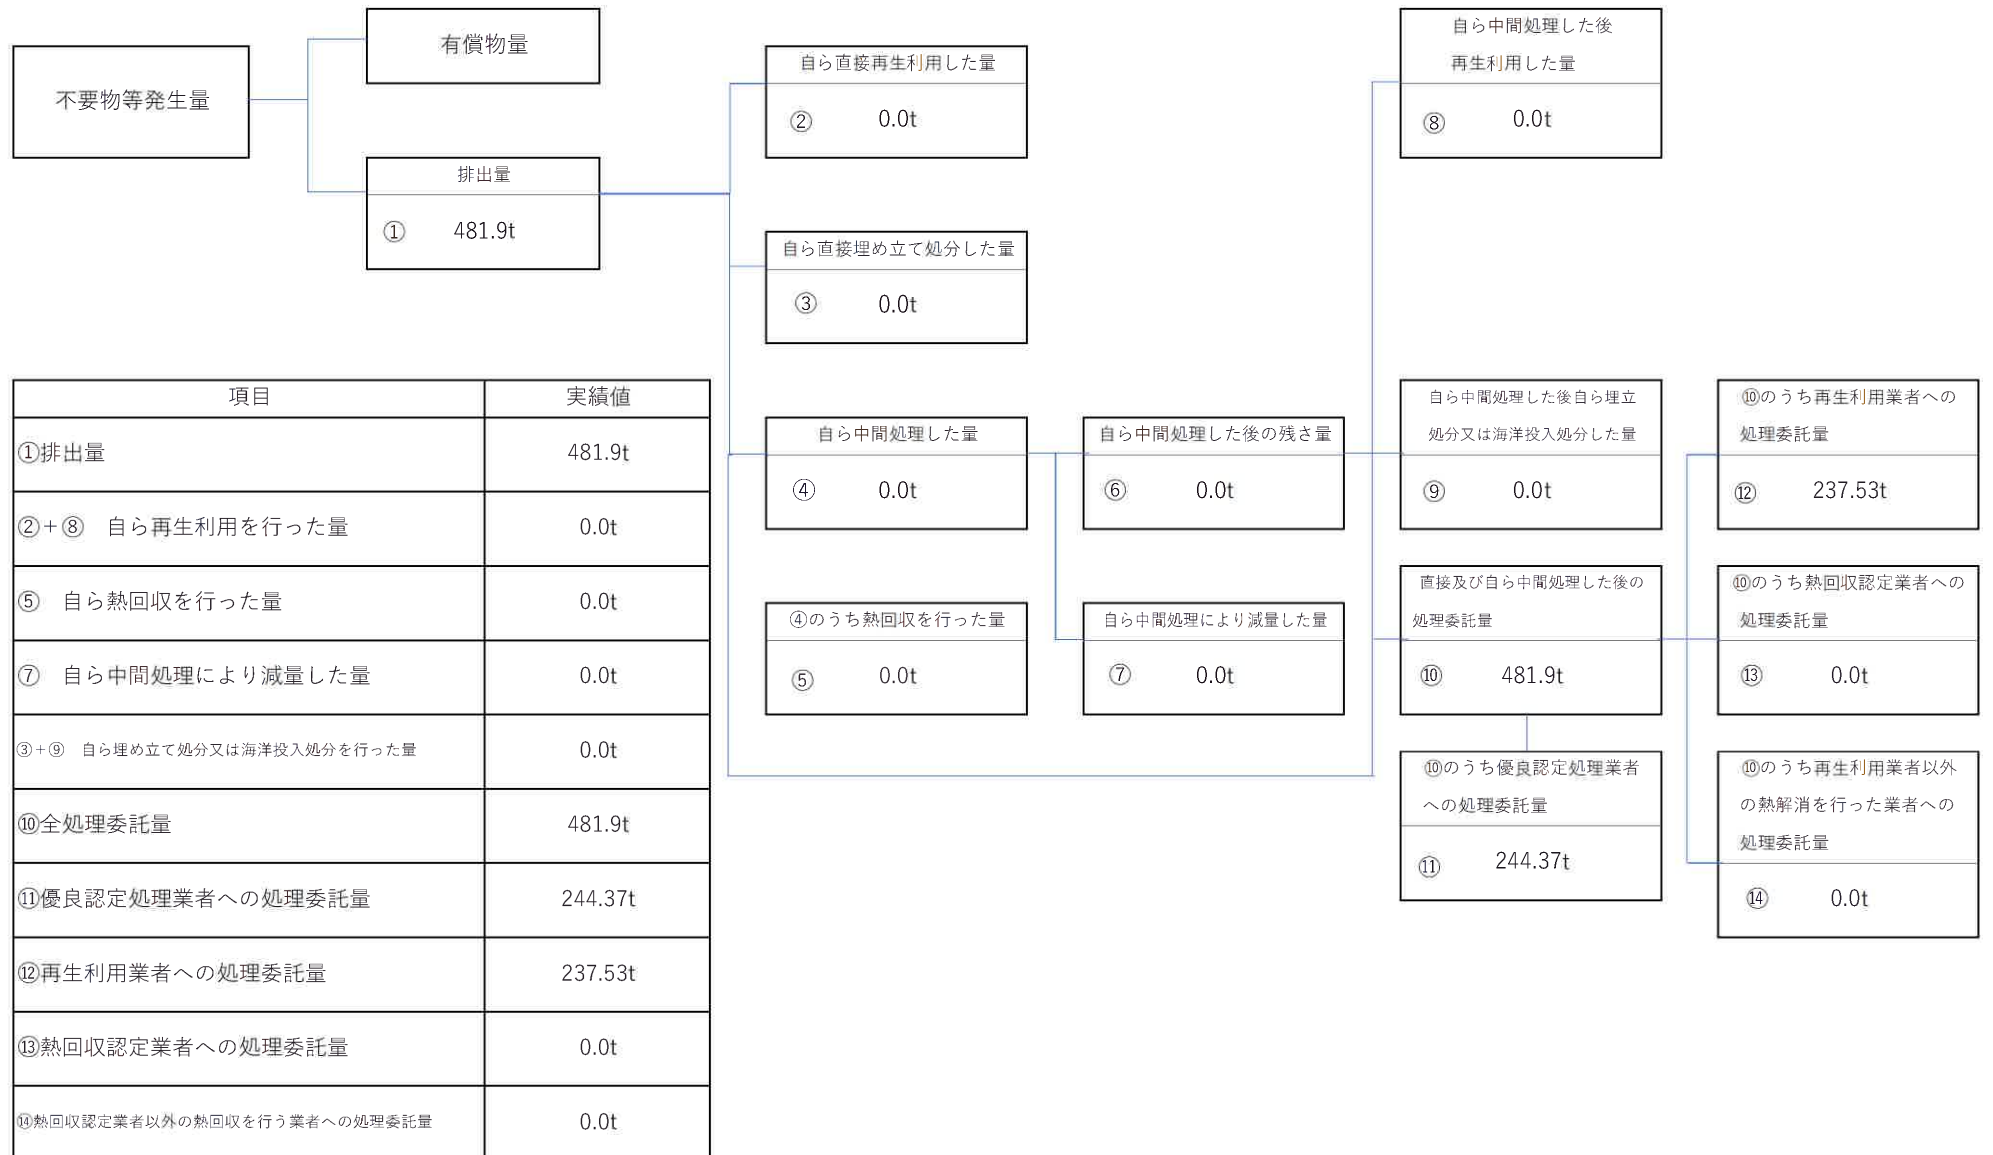 不要物等発生量
有償物量
排出量
① 481.9t
自ら直接再生利用した量
② 0.0t
自ら直接埋め立て処分した量
③ 0.0t
自ら中間処理した量
④ 0.0t
④のうち熱回収を行った量
⑤ 0.0t
自ら中間処理した後の残さ量
⑥ 0.0t
自ら中間処理により減量した量
⑦ 0.0t
自ら中間処理した後
再生利用した量
⑧ 0.0t
自ら中間処理した後自ら埋立
処分又は海洋投入処分した量
⑨ 0.0t
直接及び自ら中間処理した後の
処理委託量
⑩ 481.9t
⑩のうち優良認定処理業者
への処理委託量
⑪ 244.37t
⑩のうち再生利用業者への
処理委託量
⑫ 237.53t
⑩のうち熱回収認定業者への
処理委託量
⑬ 0.0t
⑩のうち再生利用業者以外
の熱解消を行った業者への
処理委託量
⑭ 0.0t
項目 実績値
①排出量 481.9t
②+⑧　自ら再生利用を行った量 0.0t
⑤　自ら熱回収を行った量 0.0t
⑦　自ら中間処理により減量した量 0.0t
③+⑨　自ら埋め立て処分又は海洋投入処分を行った量 0.0t
⑩全処理委託量 481.9t
⑪優良認定処理業者への処理委託量 244.37t
⑫再生利用業者への処理委託量 237.53t
⑬熱回収認定業者への処理委託量 0.0t
⑭熱回収認定業者以外の熱回収を行う業者への処理委託量 0.0t